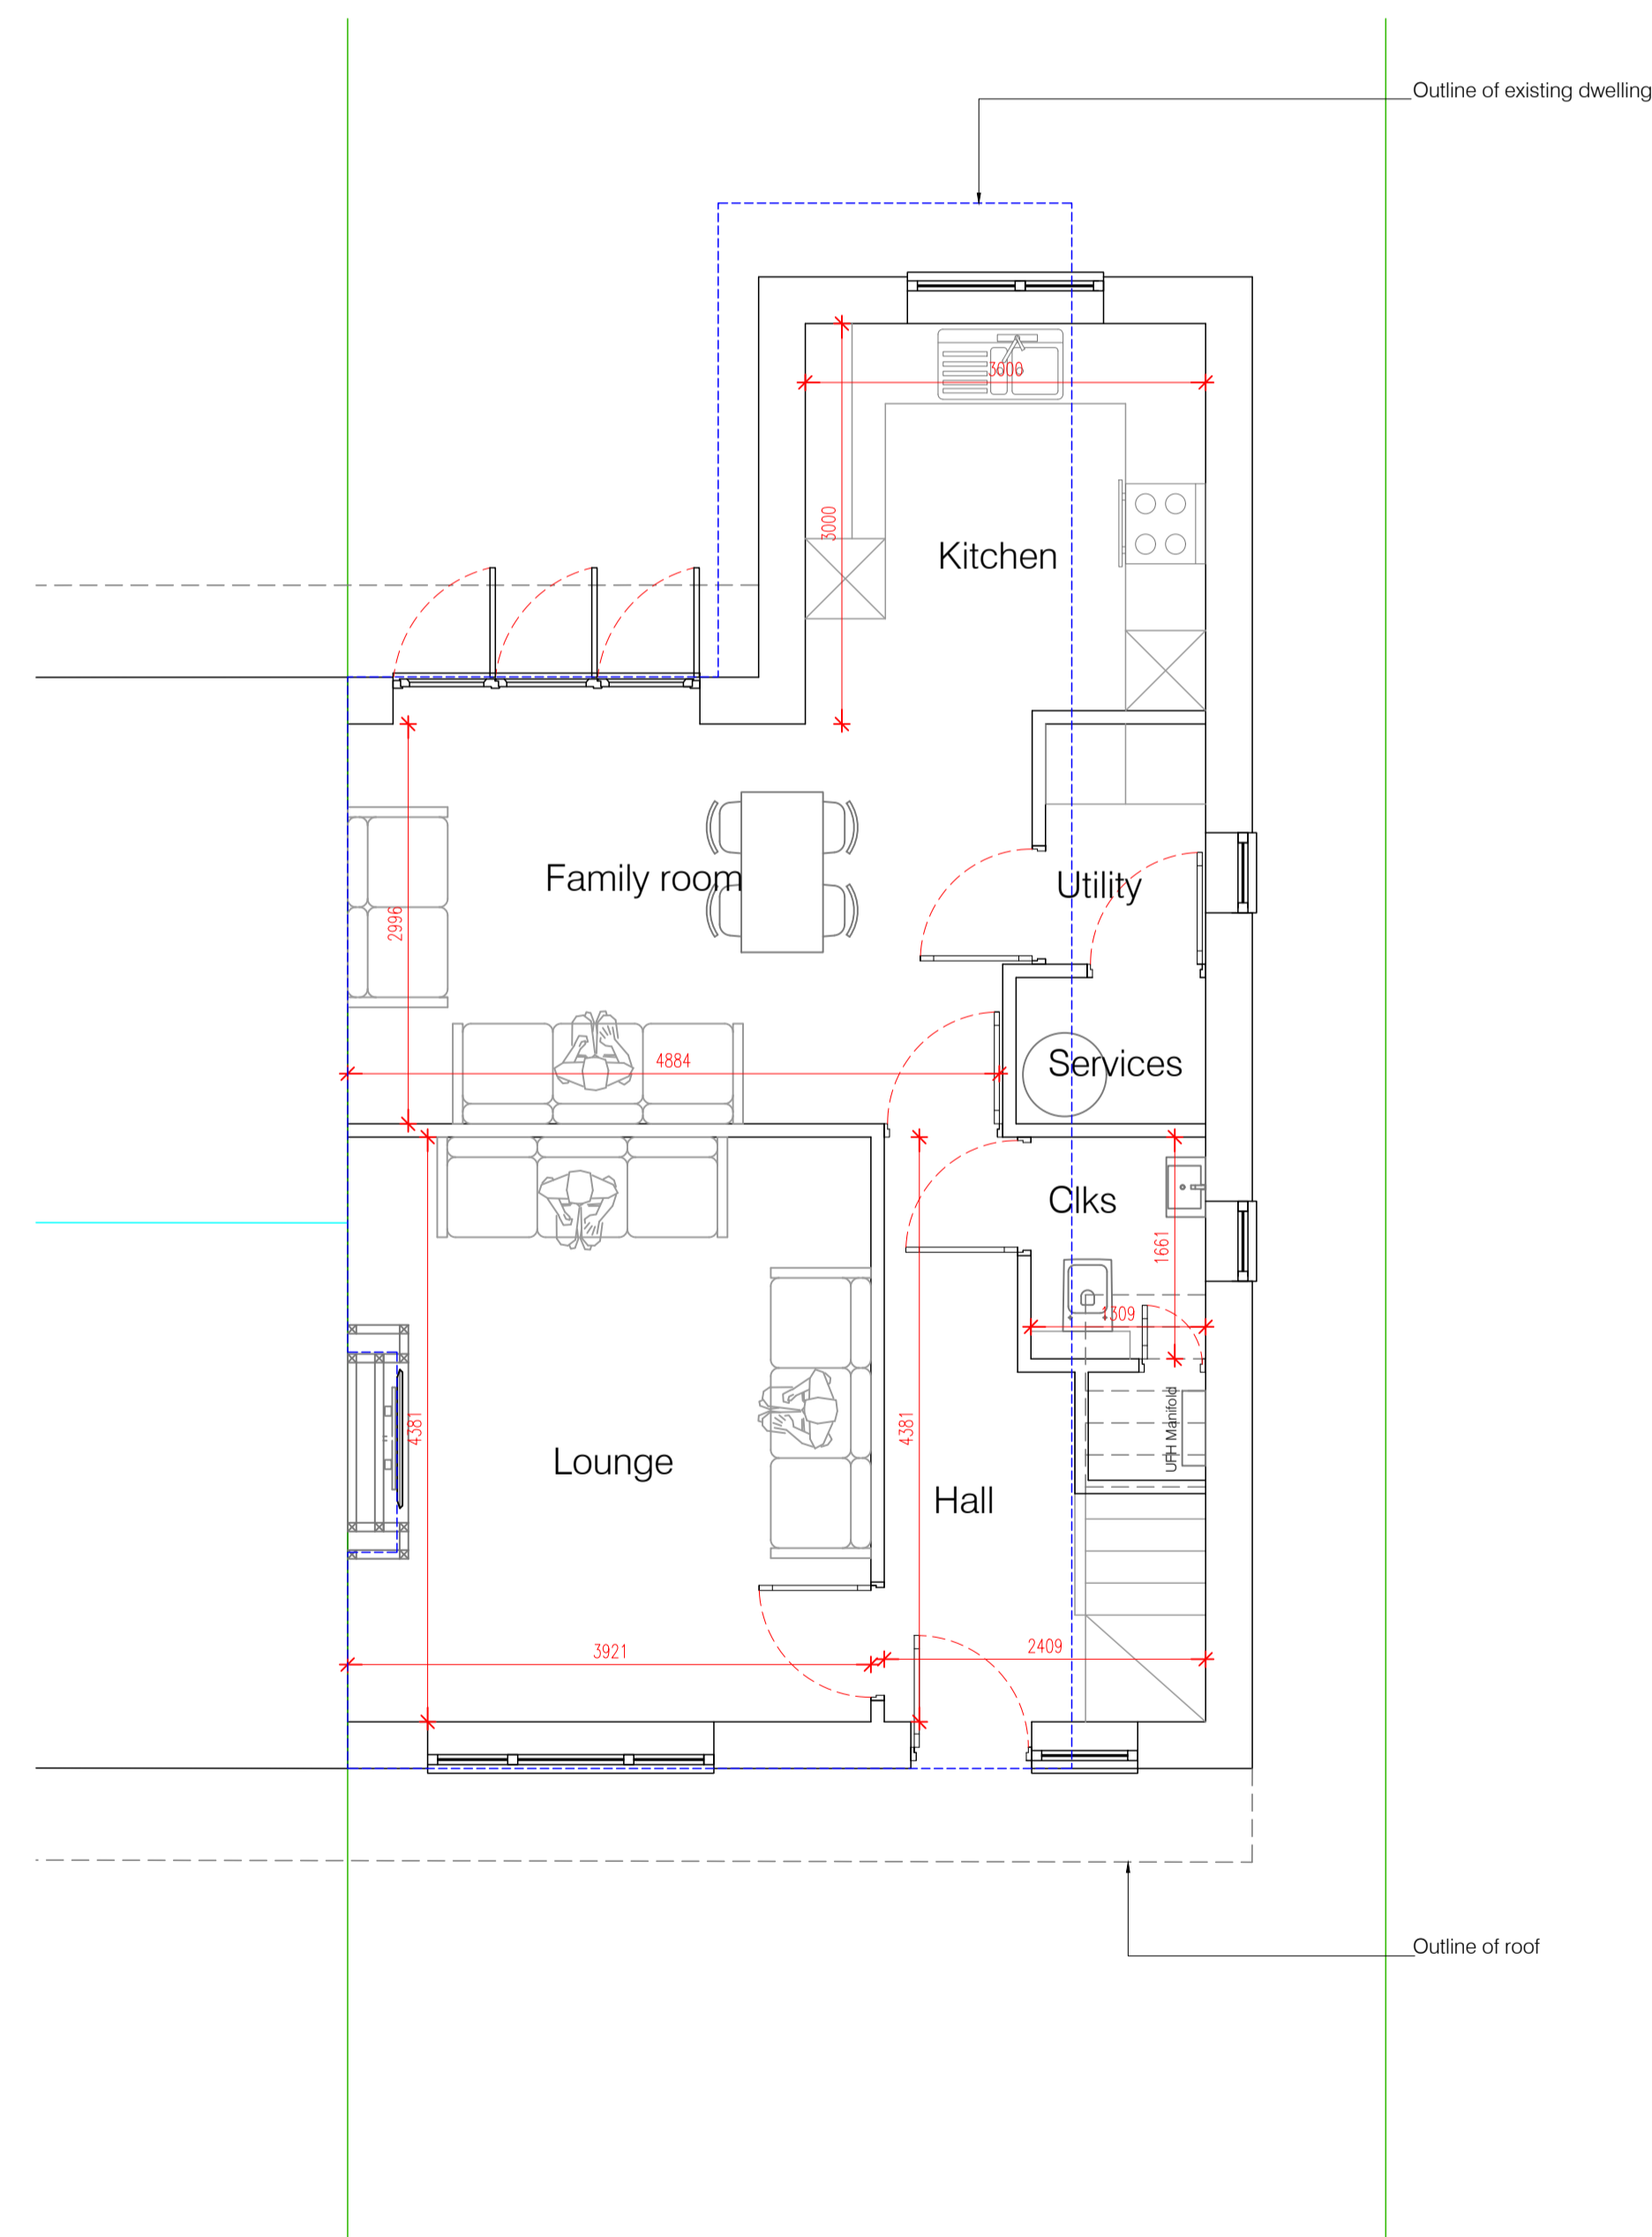 Outline of existing dwelling
3000
3000
Kitchen
Family room
Utility
2996
4884
Services
Clks
1661
1309
UFH Manifold
4381
4381
Lounge
Hall
3921
2409
Outline of roof